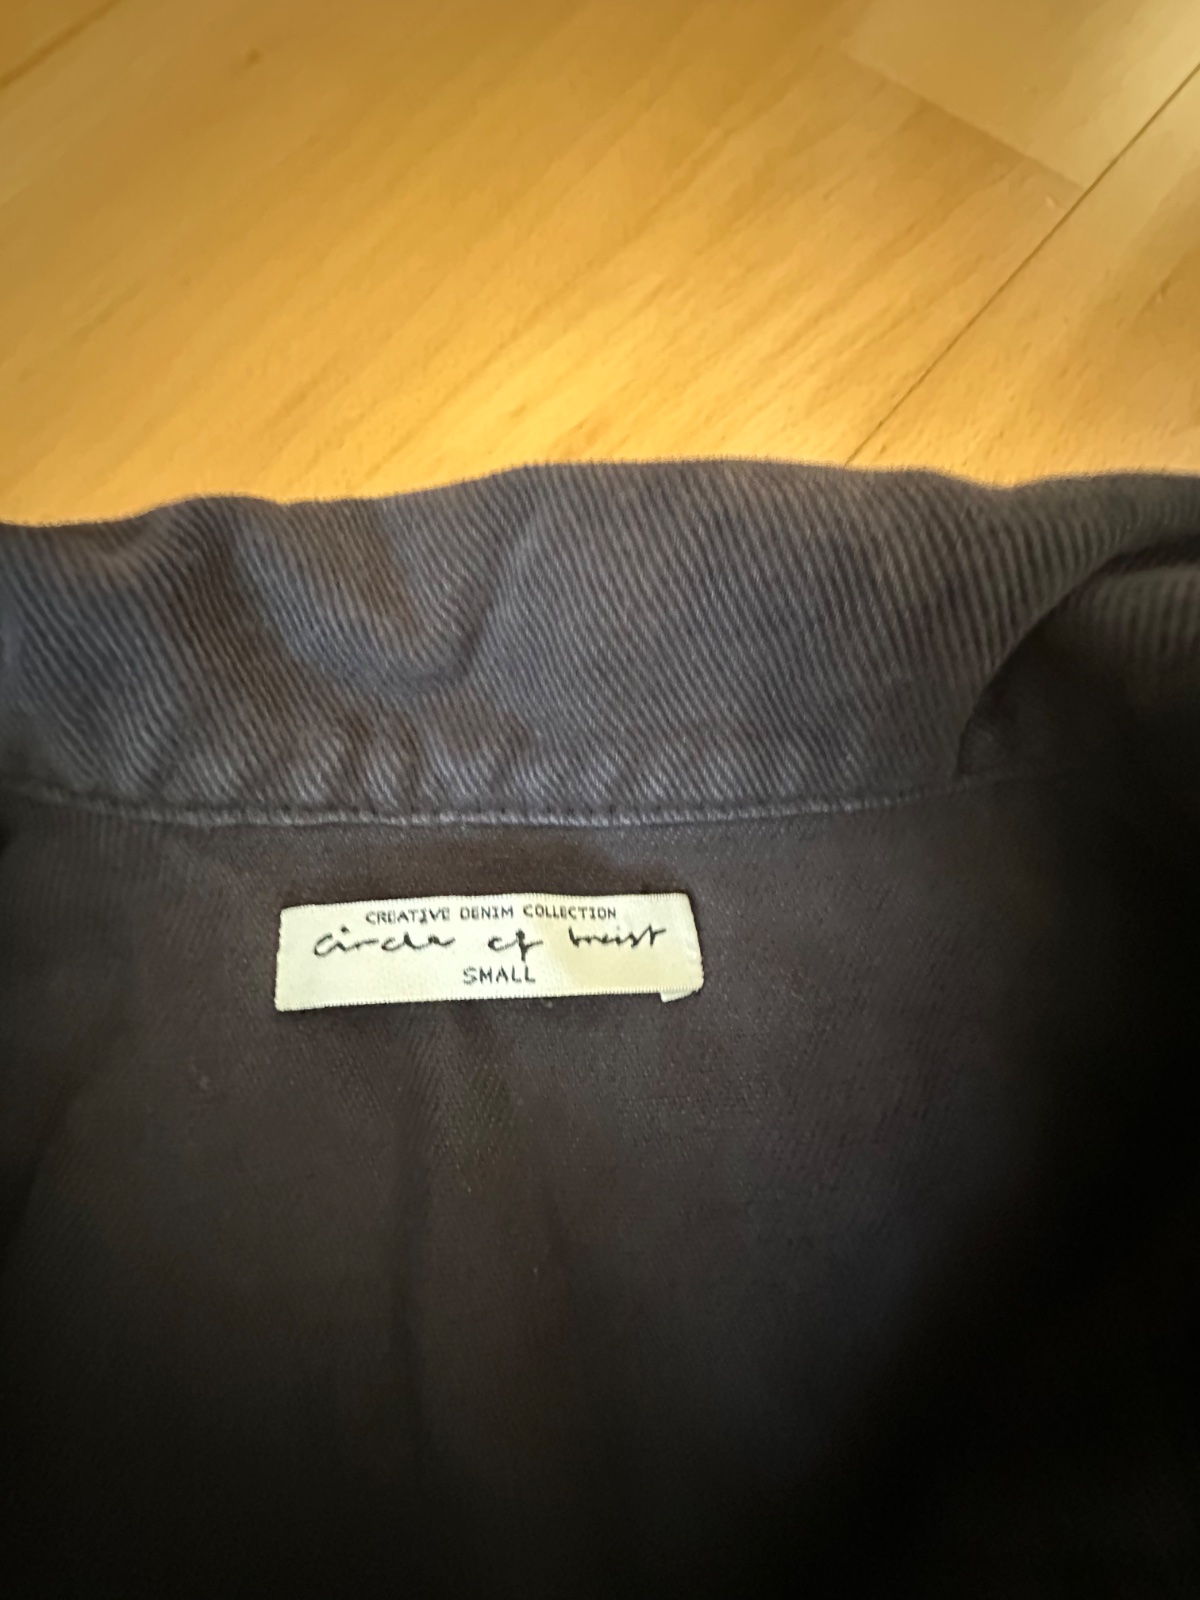 CREATIVE DENIM COLLECTION
circle of trust
SMALL